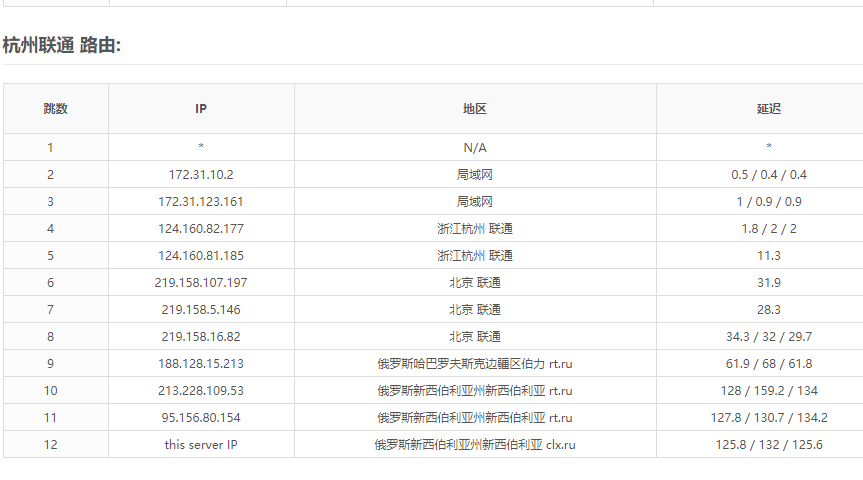 杭州联通 路由:
跳数 IP 地区 延迟
1 * N/A *
2 172.31.10.2 局域网 0.5 / 0.4 / 0.4
3 172.31.123.161 局域网 1 / 0.9 / 0.9
4 124.160.82.177 浙江杭州 联通 1.8 / 2 / 2
5 124.160.81.185 浙江杭州 联通 11.3
6 219.158.107.197 北京 联通 31.9
7 219.158.5.146 北京 联通 28.3
8 219.158.16.82 北京 联通 34.3 / 32 / 29.7
9 188.128.15.213 俄罗斯哈巴罗夫斯克边疆区伯力 rt.ru 61.9 / 68 / 61.8
10 213.228.109.53 俄罗斯新西伯利亚州新西伯利亚 rt.ru 128 / 159.2 / 134
11 95.156.80.154 俄罗斯新西伯利亚州新西伯利亚 rt.ru 127.8 / 130.7 / 134.2
12 this server IP 俄罗斯新西伯利亚州新西伯利亚 clx.ru 125.8 / 132 / 125.6